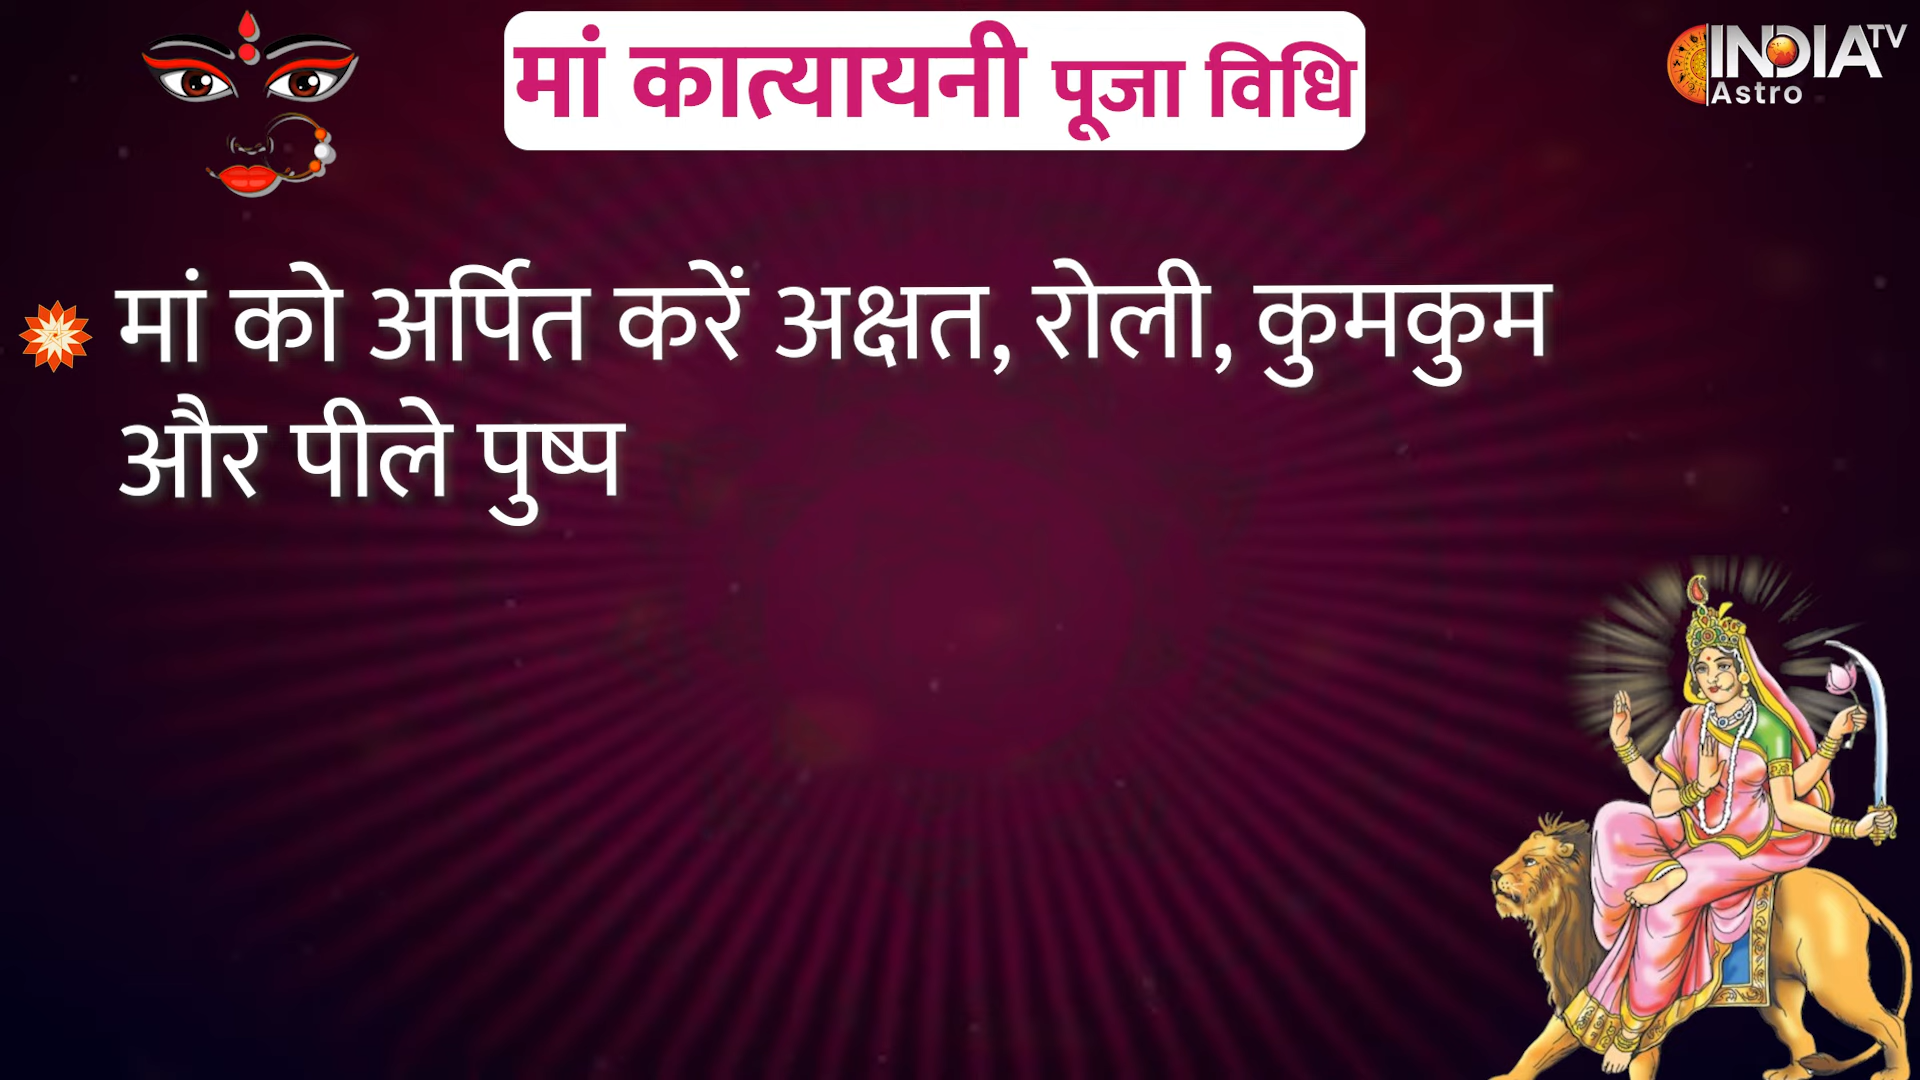 मां कात्यायनी पूजा विधि
INDIA TV
Astro
मां को अर्पित करें अक्षत, रोली, कुमकुम
और पीले पुष्प